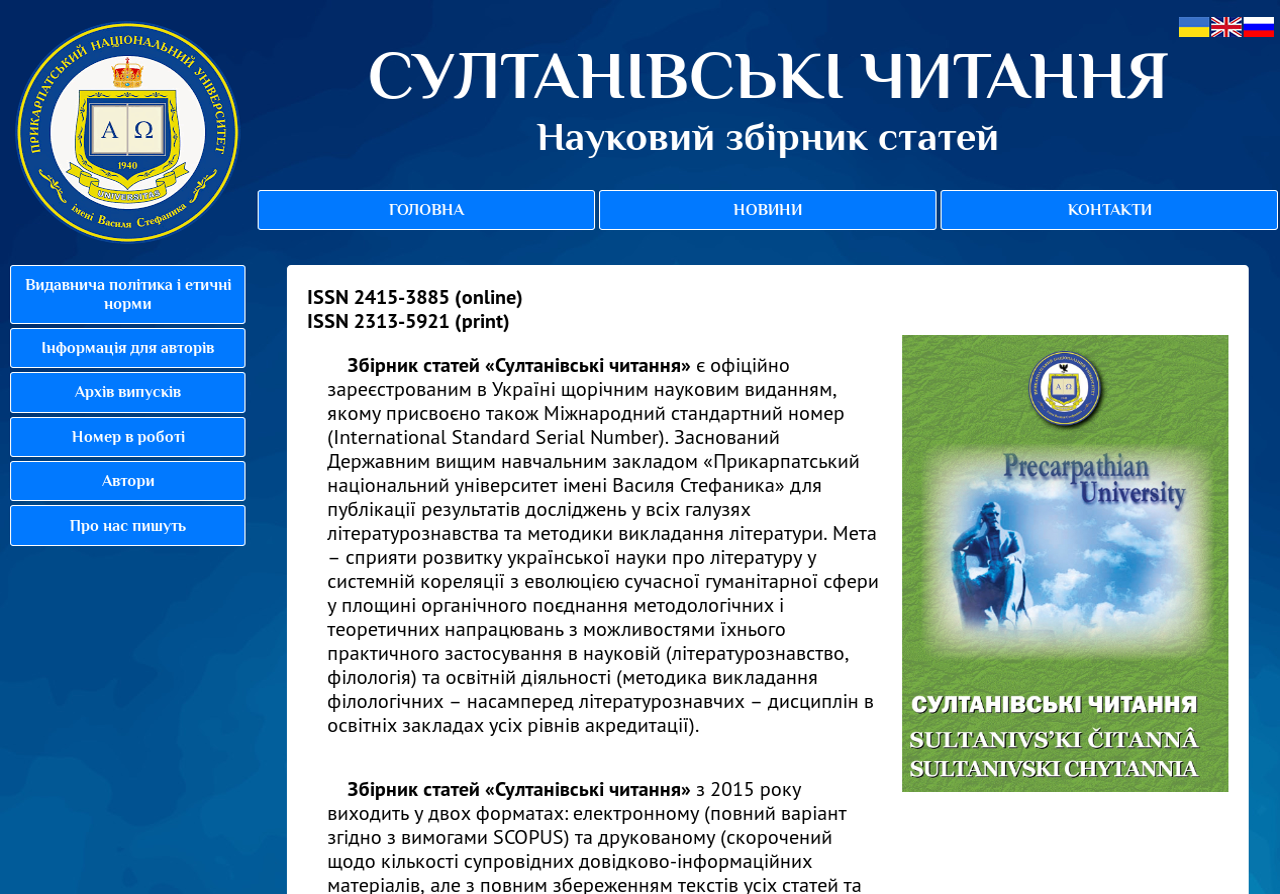 ПРИКАРПАТСЬКИЙ НАЦІОНАЛЬНИЙ УНІВЕРСИТЕТ
Α Ω
1940
UNIVERSITAS
імені Василя Стефаника
СУЛТАНІВСЬКІ ЧИТАННЯ
Науковий збірник статей
ГОЛОВНА
НОВИНИ
КОНТАКТИ
Видавнича політика і етичні
норми
Інформація для авторів
Архів випусків
Номер в роботі
Автори
Про нас пишуть
ISSN 2415-3885 (online)
ISSN 2313-5921 (print)
Збірник статей «Султанівські читання» є офіційно
зареєстрованим в Україні щорічним науковим виданням,
якому присвоєно також Міжнародний стандартний номер
(International Standard Serial Number). Заснований
Державним вищим навчальним закладом «Прикарпатський
національний університет імені Василя Стефаника» для
публікації результатів досліджень у всіх галузях
літературознавства та методики викладання літератури. Мета
– сприяти розвитку української науки про літературу у
системній кореляції з еволюцією сучасної гуманітарної сфери
у площині органічного поєднання методологічних і
теоретичних напрацювань з можливостями їхнього
практичного застосування в науковій (літературознавство,
філологія) та освітній діяльності (методика викладання
філологічних – насамперед літературознавчих – дисциплін в
освітніх закладах усіх рівнів акредитації).
Збірник статей «Султанівські читання» з 2015 року
виходить у двох форматах: електронному (повний варіант
згідно з вимогами SCOPUS) та друкованому (скорочений
щодо кількості супровідних довідково-інформаційних
матеріалів, але з повним збереженням текстів усіх статей та
Α Ω
Precarpathian
University
СУЛТАНІВСЬКІ ЧИТАННЯ
SULTANIVS'KI ČITANNÂ
SULTANIVSKI CHYTANNIA